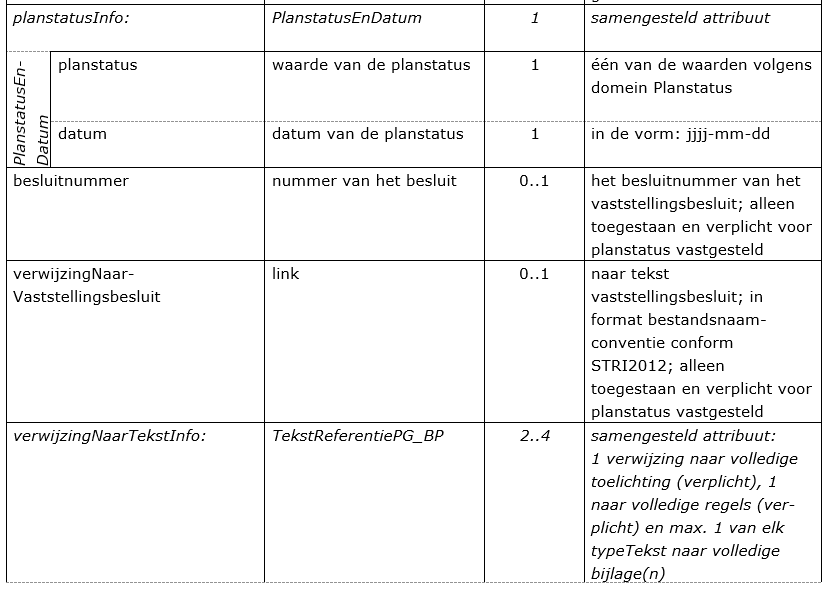 planstatusInfo: PlanstatusEnDatum 1 samengesteld attribuut
PlanstatusEn-
Datum
planstatus waarde van de planstatus 1 één van de waarden volgens
domein Planstatus
datum datum van de planstatus 1 in de vorm: jjjj-mm-dd
besluitnummer nummer van het besluit 0..1 het besluitnummer van het
vaststellingsbesluit; alleen
toegestaan en verplicht voor
planstatus vastgesteld
verwijzingNaar- link 0..1 naar tekst
Vaststellingsbesluit vaststellingsbesluit; in
format bestandsnaam-
conventie conform
STRI2012; alleen
toegestaan en verplicht voor
planstatus vastgesteld
verwijzingNaarTekstInfo: TekstReferentiePG_BP 2..4 samengesteld attribuut:
1 verwijzing naar volledige
toelichting (verplicht), 1
naar volledige regels (ver-
plicht) en max. 1 van elk
typeTekst naar volledige
bijlage(n)